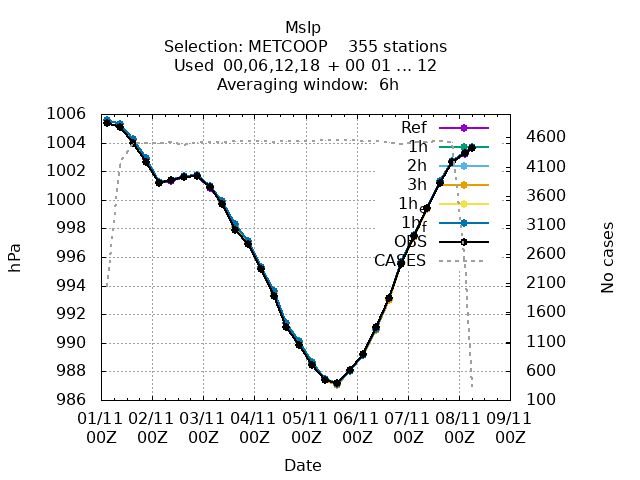 Mslp
Selection: METCOOP    355 stations
Used 00,06,12,18 + 00 01 ... 12
Averaging window:  6h
1006
1004
1002
1000
998
996
994
992
990
988
986
hPa
4600
4100
3600
3100
2600
2100
1600
1100
600
100
No cases
Ref
1h
2h
3h
1h_e
1h_f
OBS
CASES
01/11 02/11 03/11 04/11 05/11 06/11 07/11 08/11 09/11
00Z 00Z 00Z 00Z 00Z 00Z 00Z 00Z 00Z
Date